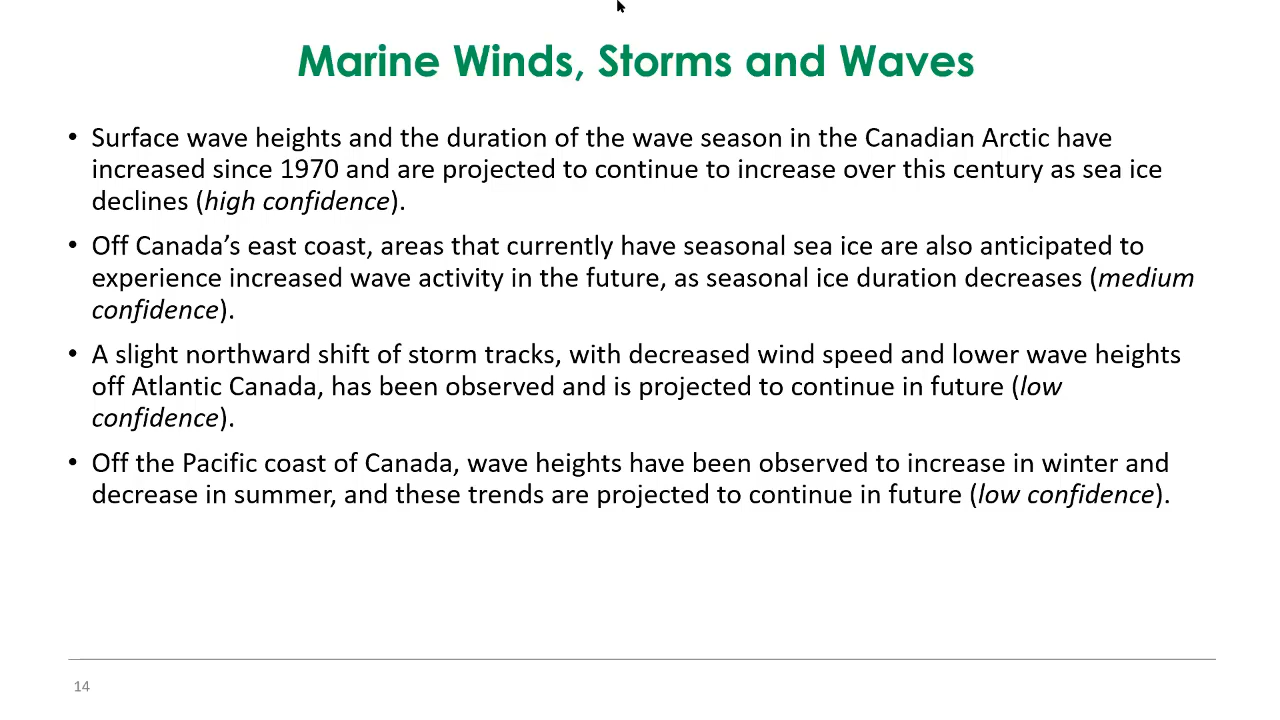 Marine Winds, Storms and Waves
• Surface wave heights and the duration of the wave season in the Canadian Arctic have
increased since 1970 and are projected to continue to increase over this century as sea ice
declines (high confidence).
• Off Canada’s east coast, areas that currently have seasonal sea ice are also anticipated to
experience increased wave activity in the future, as seasonal ice duration decreases (medium
confidence).
• A slight northward shift of storm tracks, with decreased wind speed and lower wave heights
off Atlantic Canada, has been observed and is projected to continue in future (low
confidence).
• Off the Pacific coast of Canada, wave heights have been observed to increase in winter and
decrease in summer, and these trends are projected to continue in future (low confidence).
14